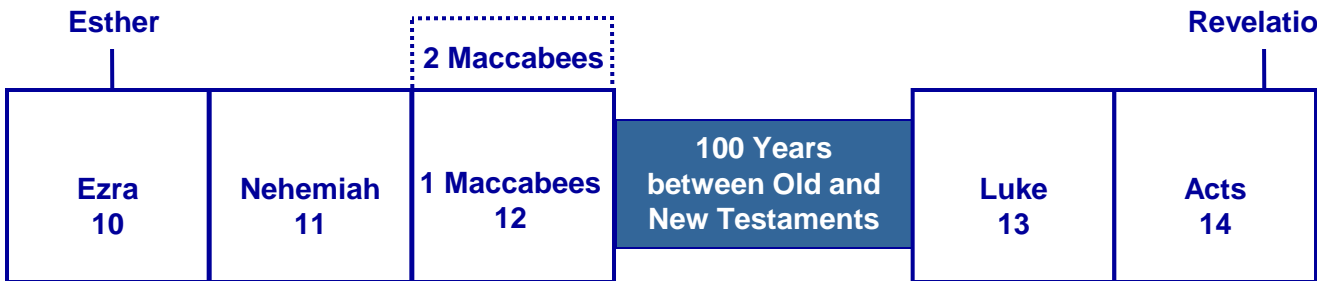 Esther
Revelatio
2 Maccabees
Ezra
10
Nehemiah
11
1 Maccabees
12
100 Years
between Old and
New Testaments
Luke
13
Acts
14